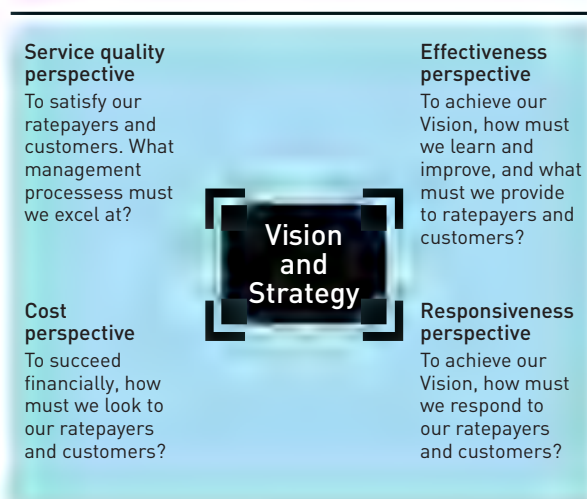 Service quality
perspective
To satisfy our
ratepayers and
customers. What
management
processess must
we excel at?
Effectiveness
perspective
To achieve our
Vision, how must
we learn and
improve, and what
must we provide
to ratepayers and
customers?
Vision
and
Strategy
Cost
perspective
To succeed
financially, how
must we look to
our ratepayers
and customers?
Responsiveness
perspective
To achieve our
Vision, how must
we respond to
our ratepayers
and customers?